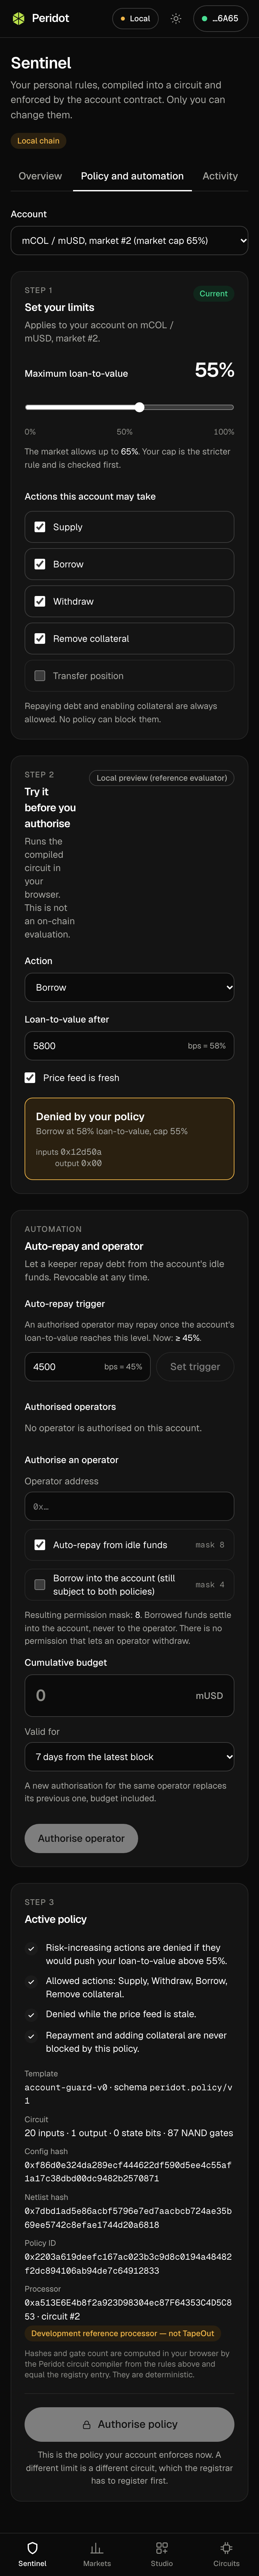 Peridot
Local
...6A65
Sentinel
Your personal rules, compiled into a circuit and
enforced by the account contract. Only you can
change them.
Local chain
Overview
Policy and automation
Activity
Account
mCOL / mUSD, market #2 (market cap 65%)
STEP 1
Current
Set your limits
Applies to your account on mCOL /
mUSD, market #2.
Maximum loan-to-value
55%
0%
50%
100%
The market allows up to 65%. Your cap is the stricter
rule and is checked first.
Actions this account may take
Supply
Borrow
Withdraw
Remove collateral
Transfer position
Repaying debt and enabling collateral are always
allowed. No policy can block them.
STEP 2
Local preview (reference evaluator)
Try it
before you
authorise
Runs the
compiled
circuit in
your
browser.
This is not
an on-chain
evaluation.
Action
Borrow
Loan-to-value after
5800
bps = 58%
Price feed is fresh
Denied by your policy
Borrow at 58% loan-to-value, cap 55%
inputs 0x12d50a
output 0x00
AUTOMATION
Auto-repay and operator
Let a keeper repay debt from the account's idle
funds. Revocable at any time.
Auto-repay trigger
An authorised operator may repay once the account's
loan-to-value reaches this level. Now: ≥ 45%.
4500
bps = 45%
Set trigger
Authorised operators
No operator is authorised on this account.
Authorise an operator
Operator address
0x…
Auto-repay from idle funds
mask 8
Borrow into the account (still
subject to both policies)
mask 4
Resulting permission mask: 8. Borrowed funds settle
into the account, never to the operator. There is no
permission that lets an operator withdraw.
Cumulative budget
0
mUSD
Valid for
7 days from the latest block
A new authorisation for the same operator replaces
its previous one, budget included.
Authorise operator
STEP 3
Active policy
Risk-increasing actions are denied if they
would push your loan-to-value above 55%.
Allowed actions: Supply, Withdraw, Borrow,
Remove collateral.
Denied while the price feed is stale.
Repayment and adding collateral are never
blocked by this policy.
Template
account-guard-v0 · schema peridot.policy/v
1
Circuit
20 inputs · 1 output · 0 state bits · 87 NAND gates
Config hash
0xf86d0e324da289ecf444622df590d5ee4c55af
1a17c38dbd00dc9482b2570871
Netlist hash
0x7dbd1ad5e86acbf5796e7ed7aacbcb724ae35b
69ee5742c8efae1744d20a6818
Policy ID
0x2203a619deefc167ac023b3c9d8c0194a48482
f2dc894106ab94de7c64912833
Processor
0xa513E6E4b8f2a923D98304ec87F64353C4D5C8
53 · circuit #2
Development reference processor — not TapeOut
Hashes and gate count are computed in your browser by
the Peridot circuit compiler from the rules above and
equal the registry entry. They are deterministic.
Authorise policy
This is the policy your account enforces now. A
different limit is a different circuit, which the registrar
has to register first.
Sentinel
Markets
Studio
Circuits